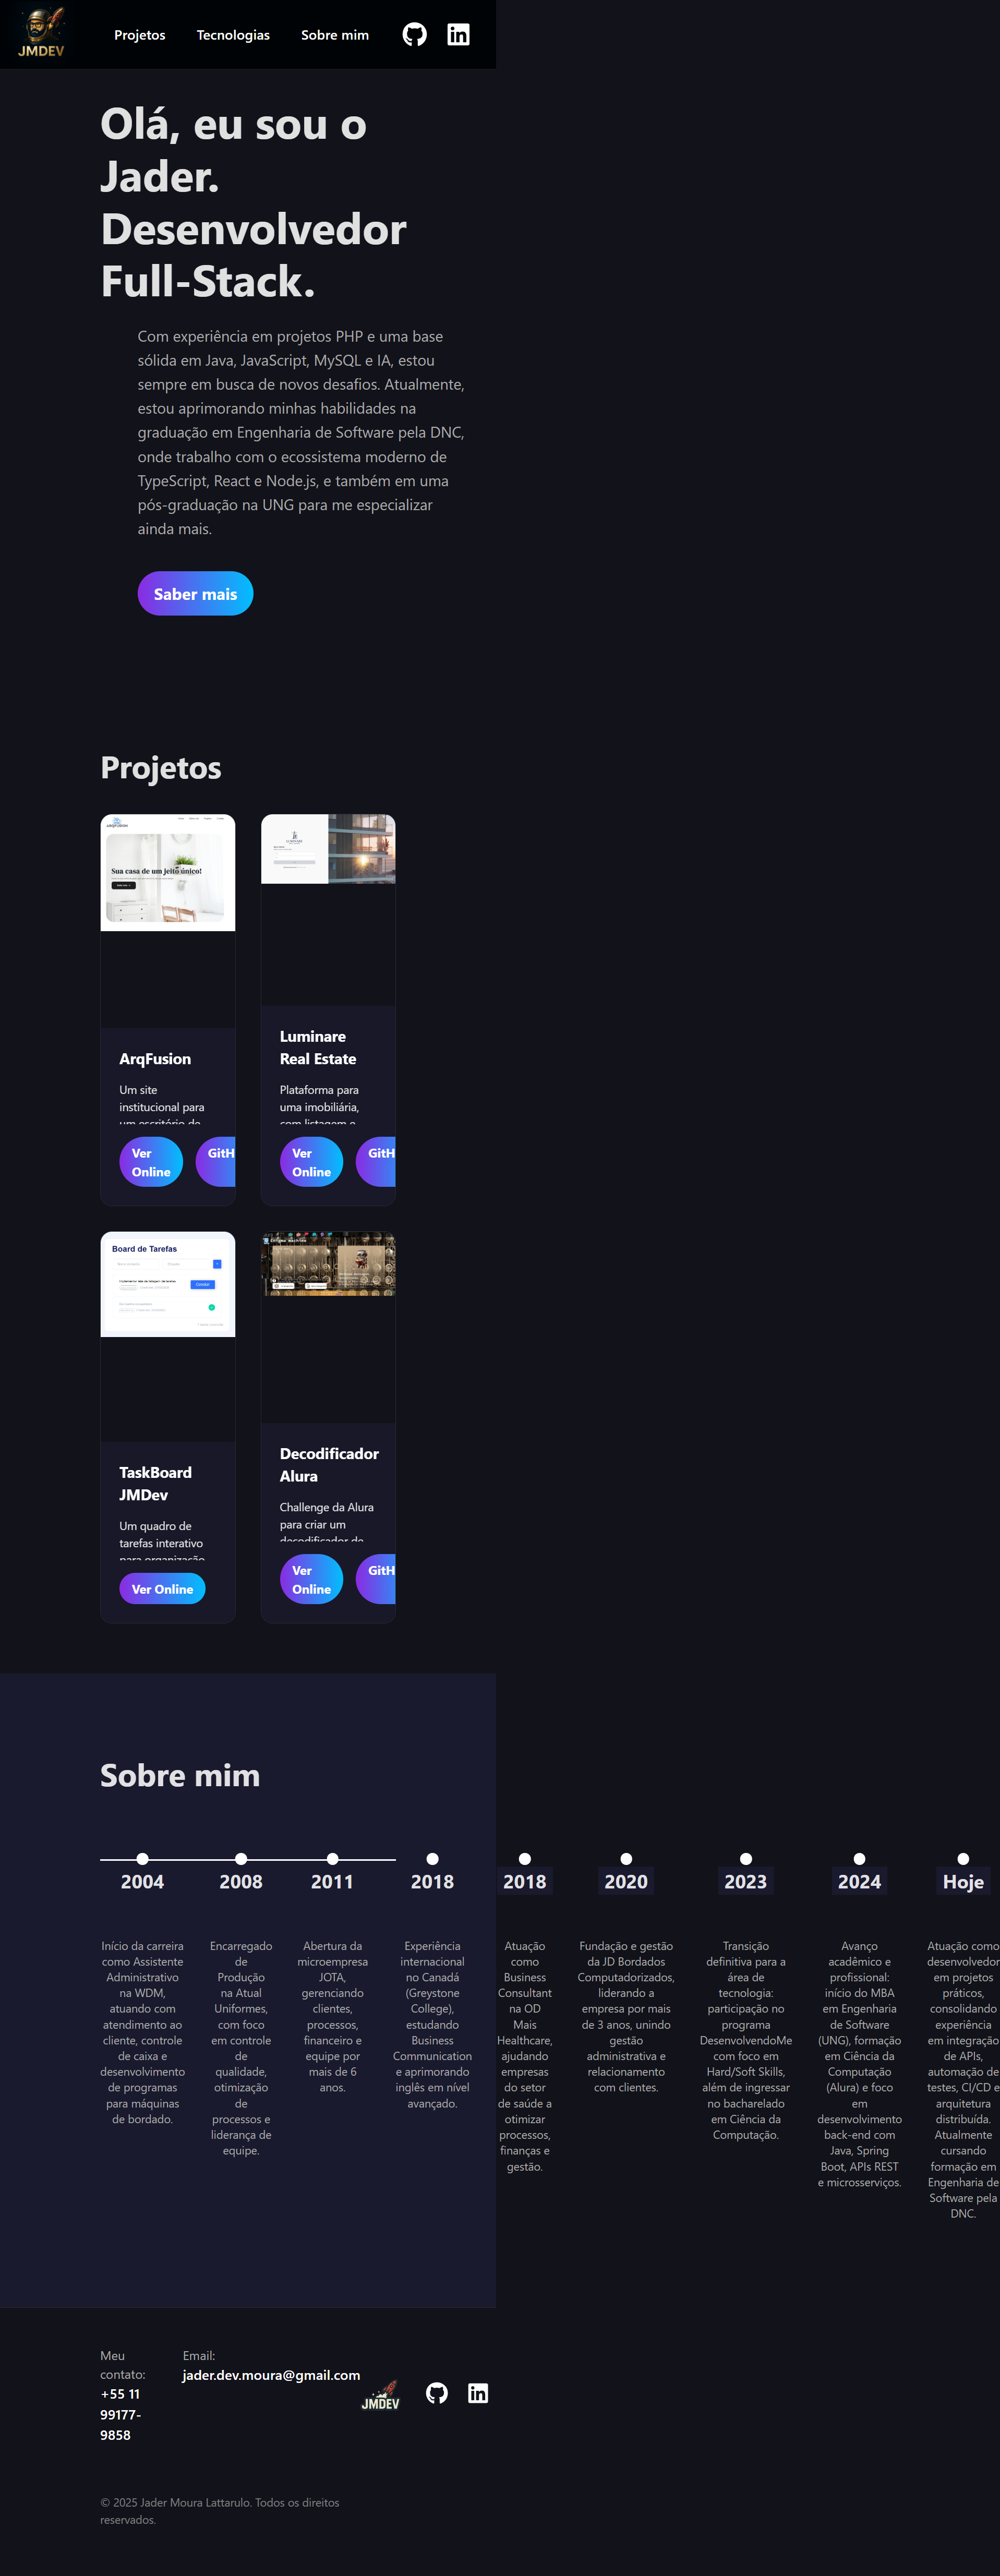 JMDEV
Projetos
Tecnologias
Sobre mim
Olá, eu sou o
Jader.
Desenvolvedor
Full-Stack.
Com experiência em projetos PHP e uma base
sólida em Java, JavaScript, MySQL e IA, estou
sempre em busca de novos desafios. Atualmente,
estou aprimorando minhas habilidades na
graduação em Engenharia de Software pela DNC,
onde trabalho com o ecossistema moderno de
TypeScript, React e Node.js, e também em uma
pós-graduação na UNG para me especializar
ainda mais.
Saber mais
Projetos
Sua casa de um jeito único!
ArqFusion
Um site
institucional para
um escritório de
Ver
Online
GitH
Luminare
Real Estate
Plataforma para
uma imobiliária,
com listagem e
Ver
Online
GitH
Board de Tarefas
TaskBoard
JMDev
Um quadro de
tarefas interativo
para organização
Ver Online
Decodificador
Alura
Challenge da Alura
para criar um
decodificador de
Ver
Online
GitH
Sobre mim
2004
Início da carreira
como Assistente
Administrativo
na WDM,
atuando com
atendimento ao
cliente, controle
de caixa e
desenvolvimento
de programas
para máquinas
de bordado.
2008
Encarregado
de
Produção
na Atual
Uniformes,
com foco
em controle
de
qualidade,
otimização
de
processos e
liderança de
equipe.
2011
Abertura da
microempresa
JOTA,
gerenciando
clientes,
processos,
financeiro e
equipe por
mais de 6
anos.
2018
Experiência
internacional
no Canadá
(Greystone
College),
estudando
Business
Communication
e aprimorando
inglês em nível
avançado.
2018
Atuação
como
Business
Consultant
na OD
Mais
Healthcare,
ajudando
empresas
do setor
de saúde a
otimizar
processos,
finanças e
gestão.
2020
Fundação e gestão
da JD Bordados
Computadorizados,
liderando a
empresa por mais
de 3 anos, unindo
gestão
administrativa e
relacionamento
com clientes.
2023
Transição
definitiva para a
área de
tecnologia:
participação no
programa
DesenvolvendoMe
com foco em
Hard/Soft Skills,
além de ingressar
no bacharelado
em Ciência da
Computação.
2024
Avanço
acadêmico e
profissional:
início do MBA
em Engenharia
de Software
(UNG), formação
em Ciência da
Computação
(Alura) e foco
em
desenvolvimento
back-end com
Java, Spring
Boot, APIs REST
e microsserviços.
Hoje
Atuação como
desenvolvedor
em projetos
práticos,
consolidando
experiência
em integração
de APIs,
automação de
testes, CI/CD e
arquitetura
distribuída.
Atualmente
cursando
formação em
Engenharia de
Software pela
DNC.
Meu
contato:
+55 11
99177-
9858
Email:
jader.dev.moura@gmail.com
JMDEV
© 2025 Jader Moura Lattarulo. Todos os direitos
reservados.